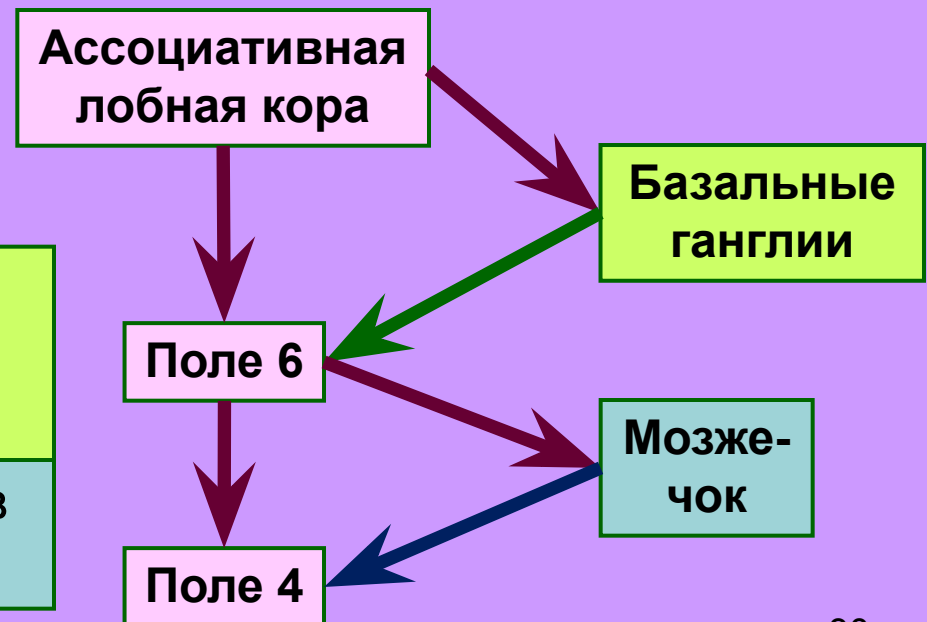 Ассоциативная
лобная кора
Базальные
ганглии
Поле 6
Мозже-
чок
в
Поле 4